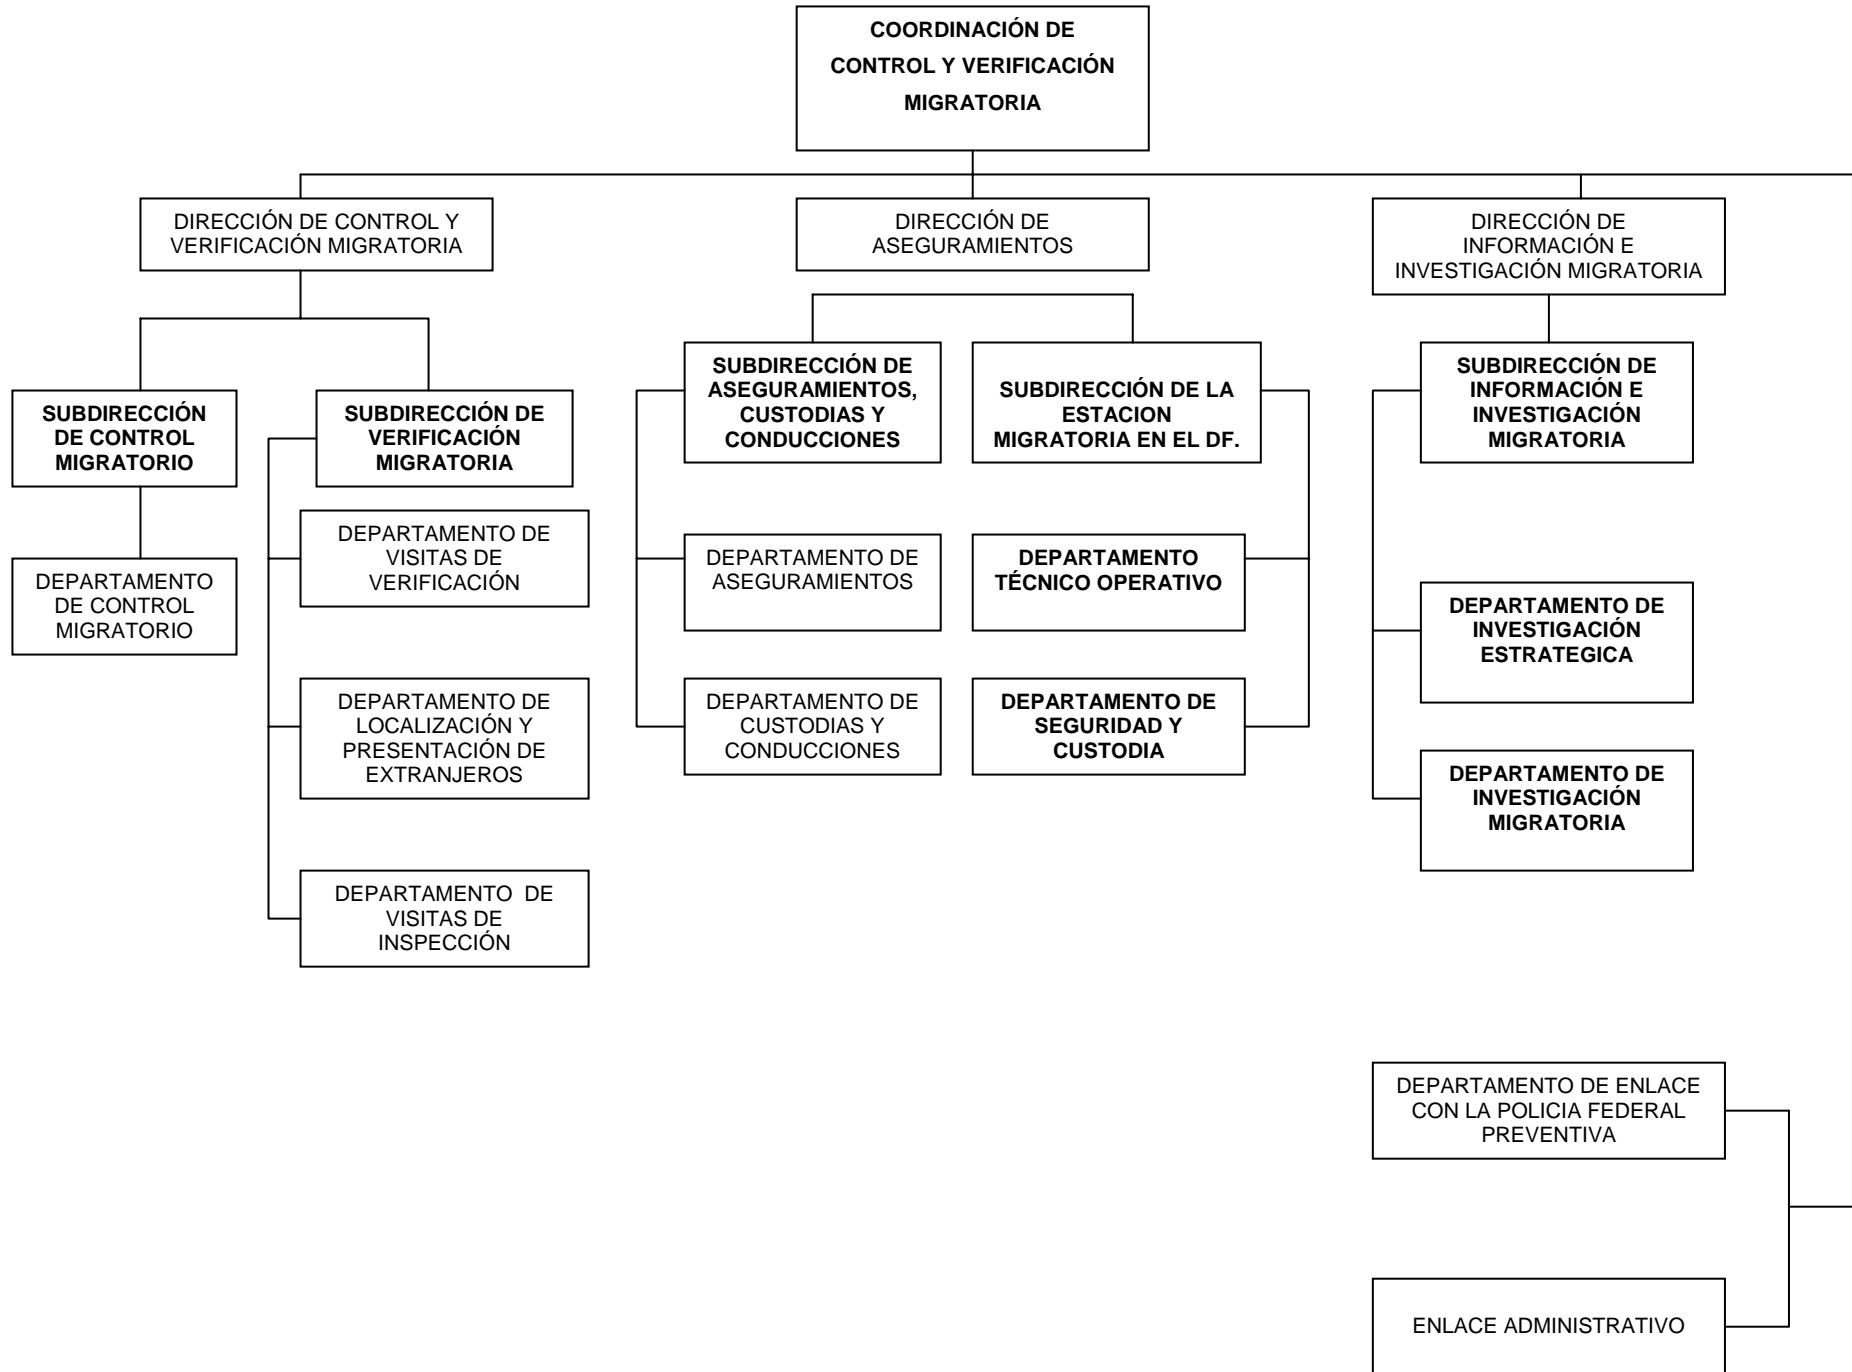 COORDINACIÓN DE
CONTROL Y VERIFICACIÓN
MIGRATORIA
DIRECCIÓN DE CONTROL Y
VERIFICACIÓN MIGRATORIA
DIRECCIÓN DE
ASEGURAMIENTOS
DIRECCIÓN DE
INFORMACIÓN E
INVESTIGACIÓN MIGRATORIA
SUBDIRECCIÓN
DE CONTROL
MIGRATORIO
SUBDIRECCIÓN DE
VERIFICACIÓN
MIGRATORIA
SUBDIRECCIÓN DE
ASEGURAMIENTOS,
CUSTODIAS Y
CONDUCCIONES
SUBDIRECCIÓN DE LA
ESTACION
MIGRATORIA EN EL DF.
SUBDIRECCIÓN DE
INFORMACIÓN E
INVESTIGACIÓN
MIGRATORIA
DEPARTAMENTO
DE CONTROL
MIGRATORIO
DEPARTAMENTO DE
VISITAS DE
VERIFICACIÓN
DEPARTAMENTO DE
LOCALIZACIÓN Y
PRESENTACIÓN DE
EXTRANJEROS
DEPARTAMENTO  DE
VISITAS DE
INSPECCIÓN
DEPARTAMENTO DE
ASEGURAMIENTOS
DEPARTAMENTO DE
CUSTODIAS Y
CONDUCCIONES
DEPARTAMENTO
TÉCNICO OPERATIVO
DEPARTAMENTO DE
SEGURIDAD Y
CUSTODIA
DEPARTAMENTO DE
INVESTIGACIÓN
ESTRATEGICA
DEPARTAMENTO DE
INVESTIGACIÓN
MIGRATORIA
DEPARTAMENTO DE ENLACE
CON LA POLICIA FEDERAL
PREVENTIVA
ENLACE ADMINISTRATIVO